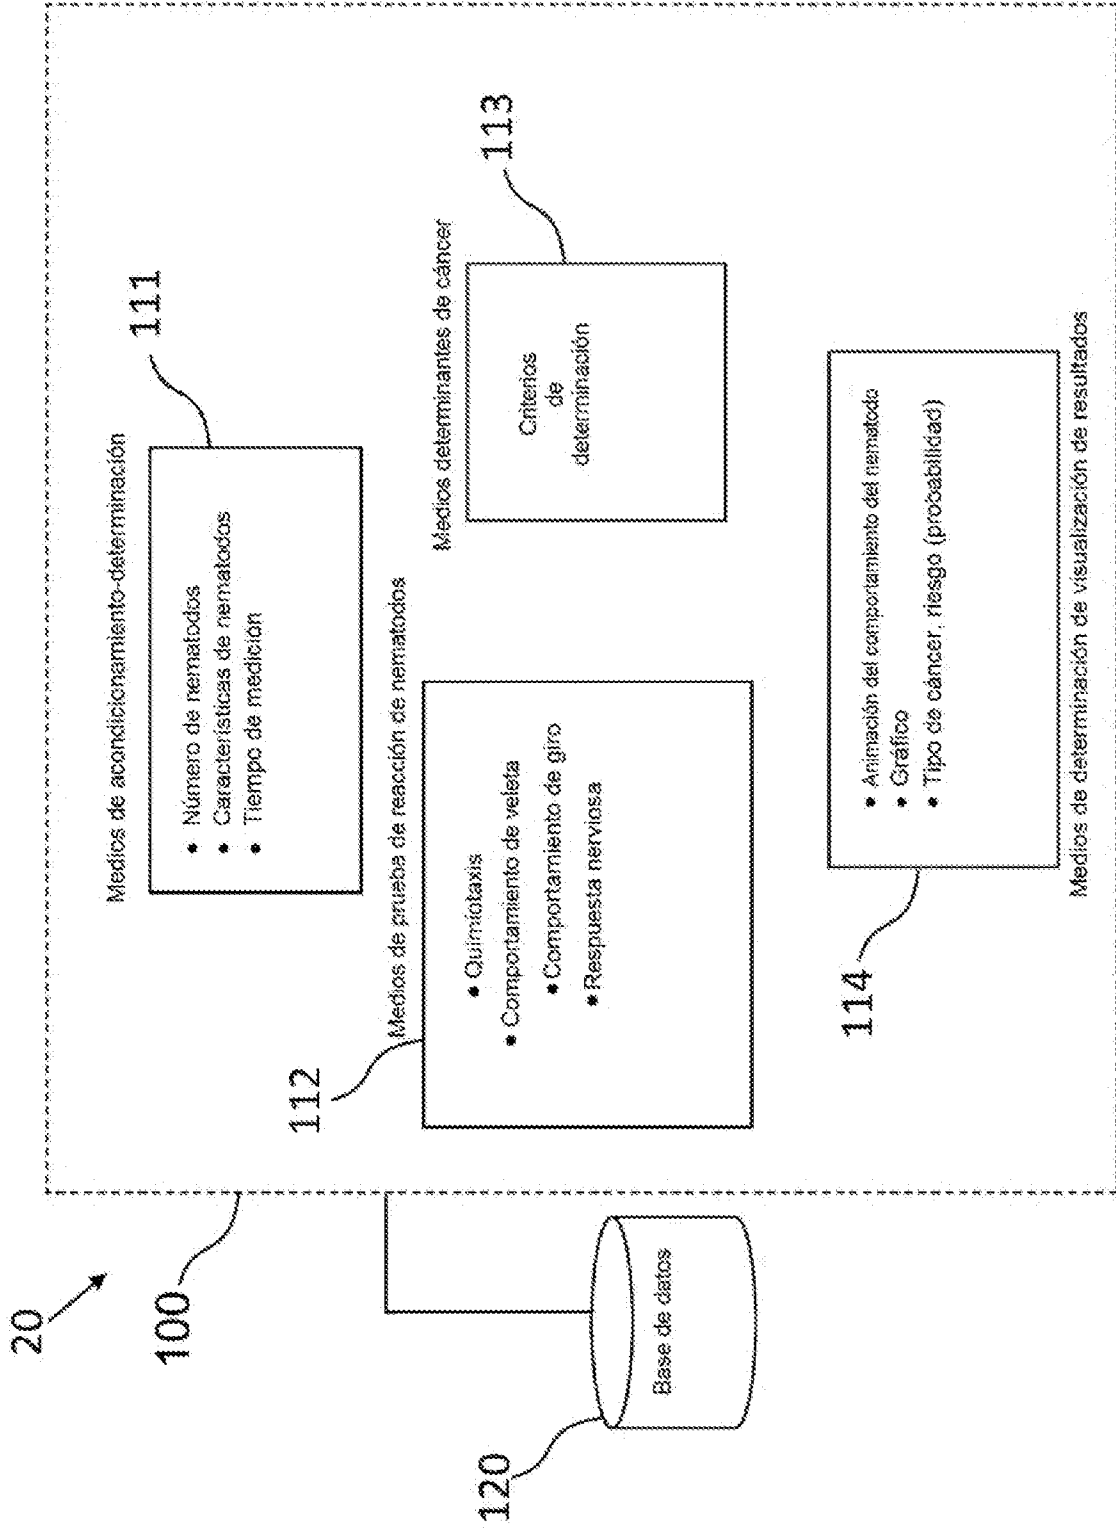 20
100
120
Base de datos
Medios de acondicionamiento-determinación
111
• Número de nematodos
• Características de nematodos
• Tiempo de medición
112
Medios de prueba de reacción de nematodos
• Quimiotaxis
• Comportamiento de veleta
• Comportamiento de giro
• Respuesta nerviosa
Medios determinantes de cáncer
113
Criterios
de
determinación
114
• Animación del comportamiento del nematodo
• Gráfico
• Tipo de cáncer, riesgo (probabilidad)
Medios de determinación de visualización de resultados